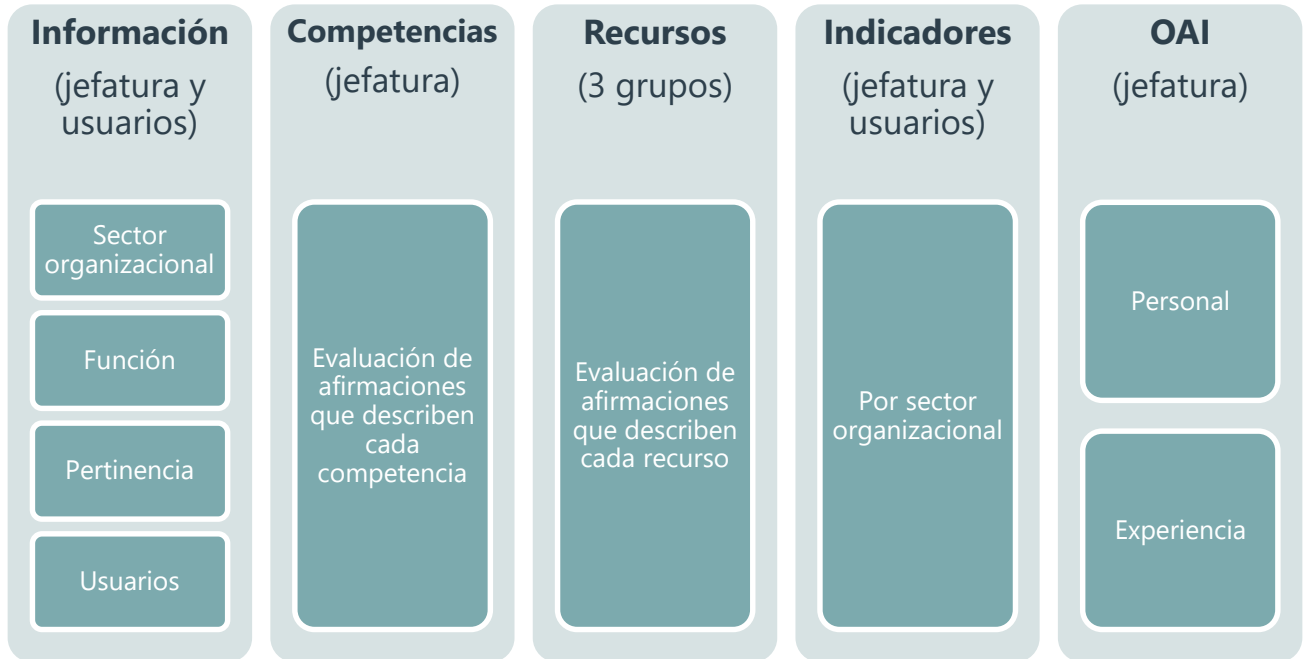 Información
(jefatura y
usuarios)
Sector
organizacional
Función
Pertinencia
Usuarios
Competencias
(jefatura)
Evaluación de
afirmaciones
que describen
cada
competencia
Recursos
(3 grupos)
Evaluación de
afirmaciones
que describen
cada recurso
Indicadores
(jefatura y
usuarios)
Por sector
organizacional
OAI
(jefatura)
Personal
Experiencia